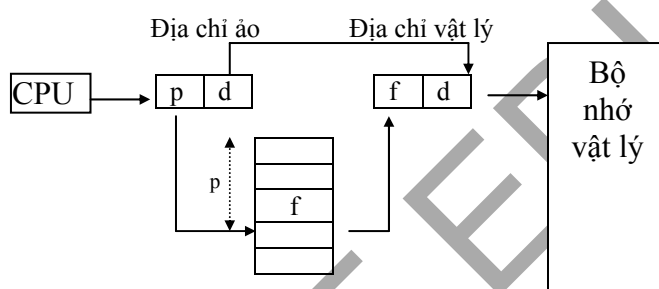 Địa chỉ ảo
Địa chỉ vật lý
CPU
p d
f d
Bộ
nhớ
vật lý
p
f